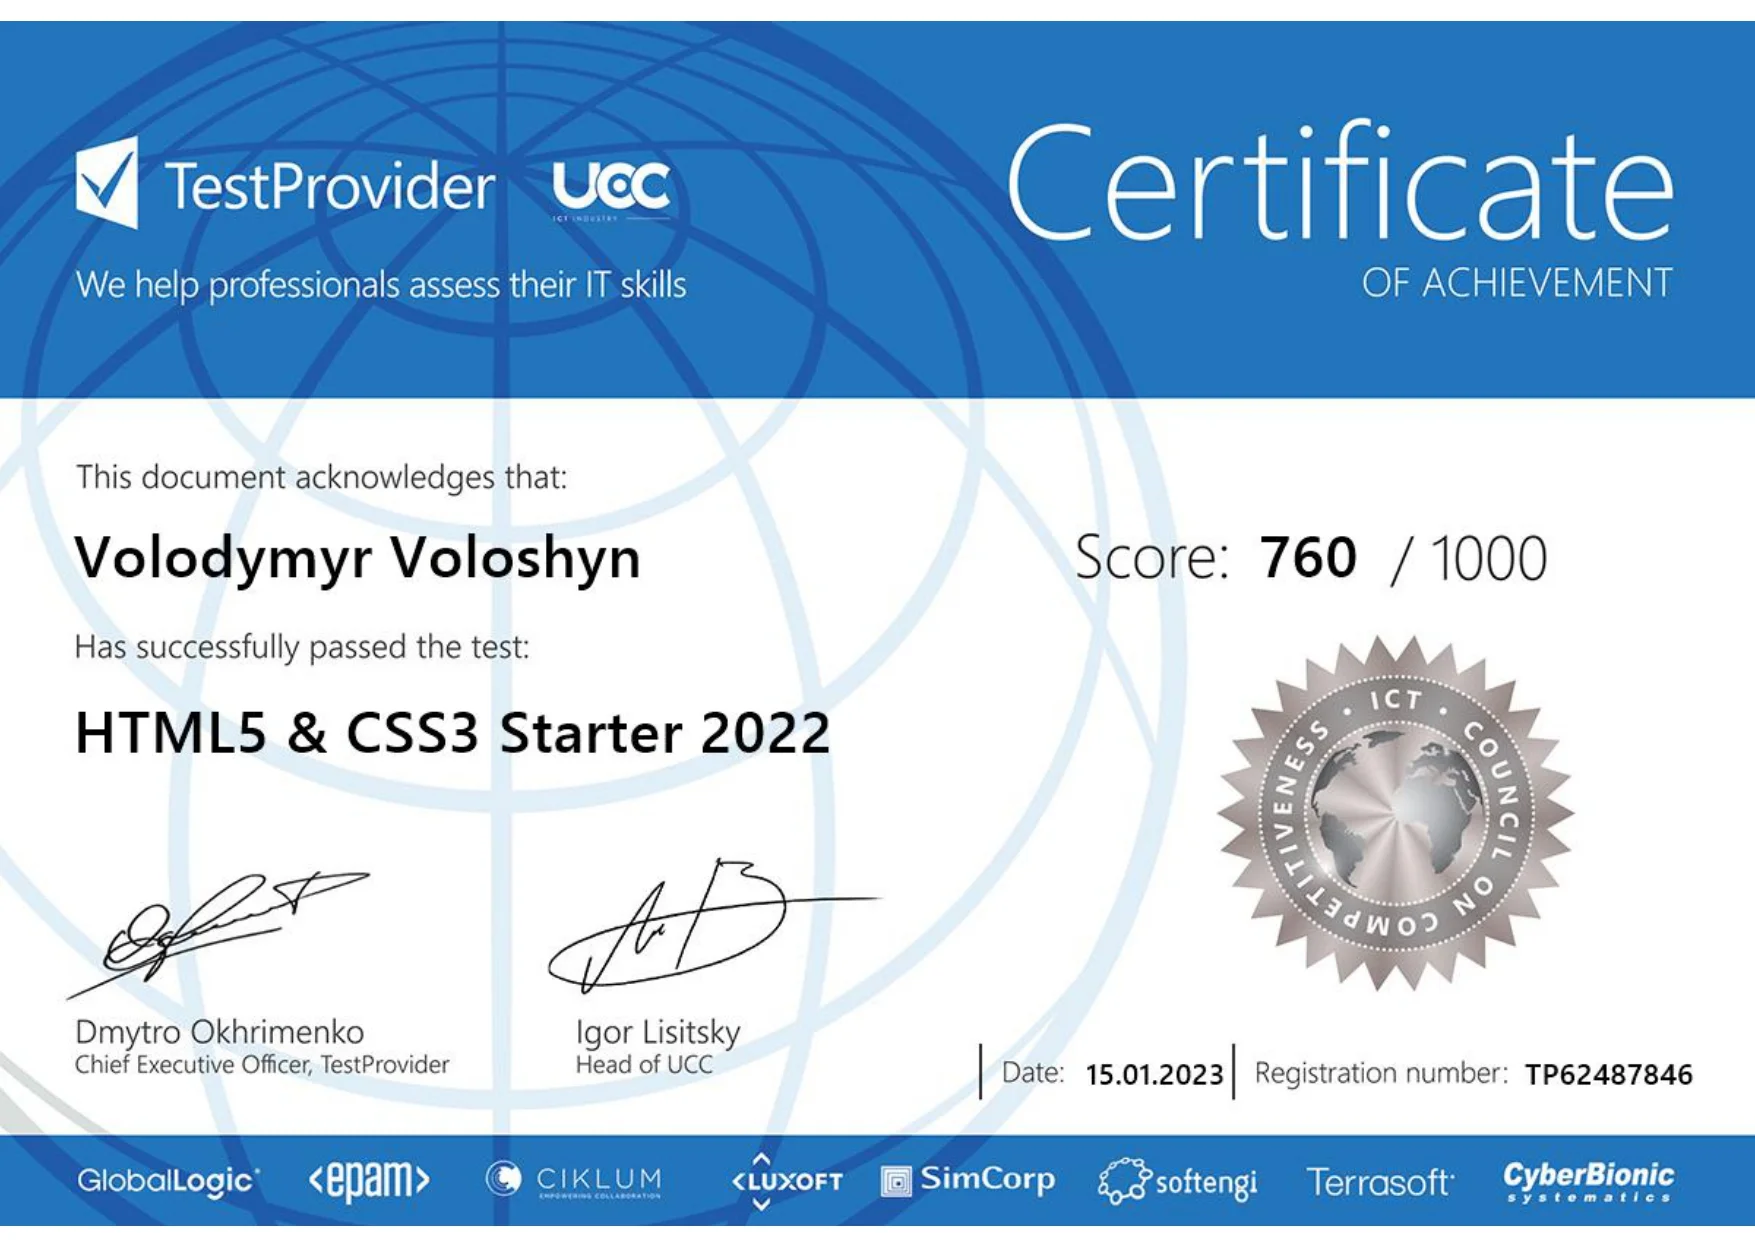 TestProvider
UCC
ICT INDUSTRY
We help professionals assess their IT skills
Certificate
OF ACHIEVEMENT
This document acknowledges that:
Volodymyr Voloshyn
Score: 760 / 1000
Has successfully passed the test:
HTML5 & CSS3 Starter 2022
ICT • COUNCIL ON COMPETITIVENESS •
Dmytro Okhrimenko
Chief Executive Officer, TestProvider
Igor Lisitsky
Head of UCC
Date: 15.01.2023
Registration number: TP62487846
GlobalLogic
<epam>
CIKLUM
EMPOWERING COLLABORATION
<LUXOFT
SimCorp
softengi
Terrasoft
CyberBionic
systematics